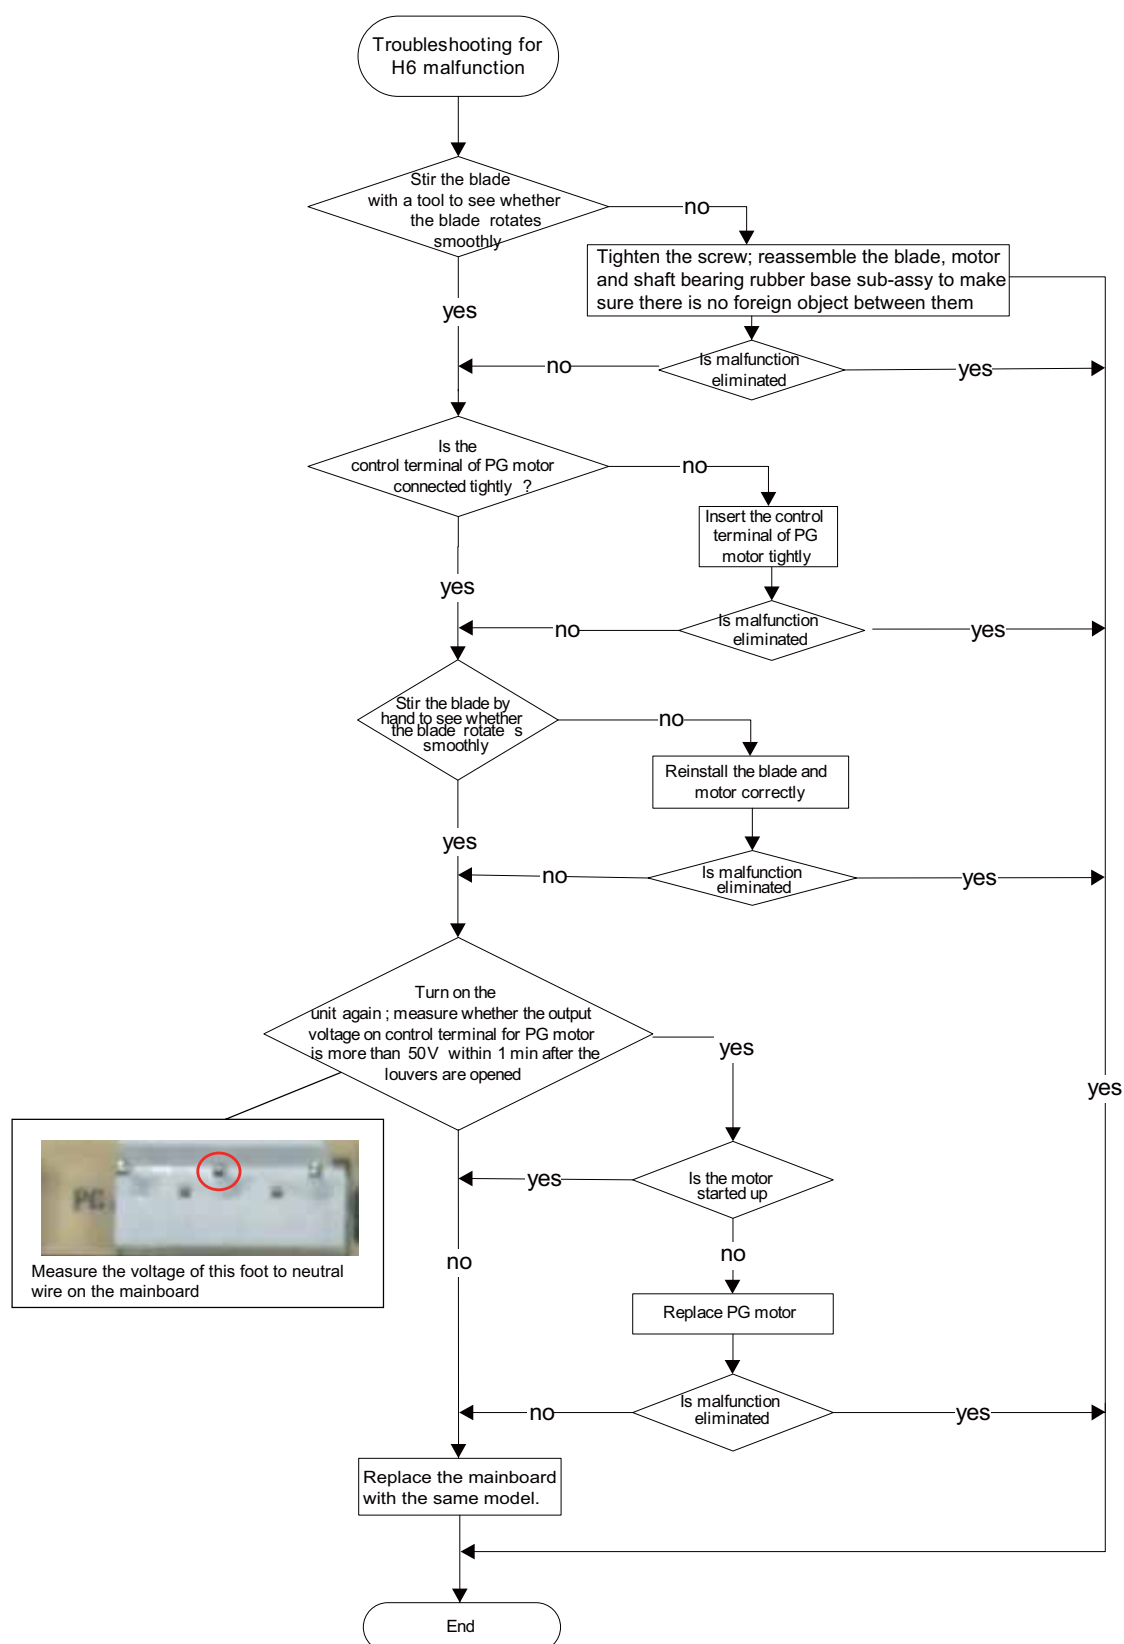 Troubleshooting for
H6 malfunction
Stir the blade
with a tool to see whether
the blade rotates
smoothly
no
Tighten the screw; reassemble the blade, motor
and shaft bearing rubber base sub-assy to make
sure there is no foreign object between them
yes
no
Is malfunction
eliminated
yes
Is the
control terminal of PG motor
connected tightly ?
no
Insert the control
terminal of PG
motor tightly
yes
no
Is malfunction
eliminated
yes
Stir the blade by
hand to see whether
the blade rotate s
smoothly
no
Reinstall the blade and
motor correctly
yes
no
Is malfunction
eliminated
yes
Turn on the
unit again ; measure whether the output
voltage on control terminal for PG motor
is more than 50V within 1 min after the
louvers are opened
yes
yes
PG
Measure the voltage of this foot to neutral
wire on the mainboard
yes
Is the motor
started up
no
no
Replace PG motor
no
Is malfunction
eliminated
yes
Replace the mainboard
with the same model.
End